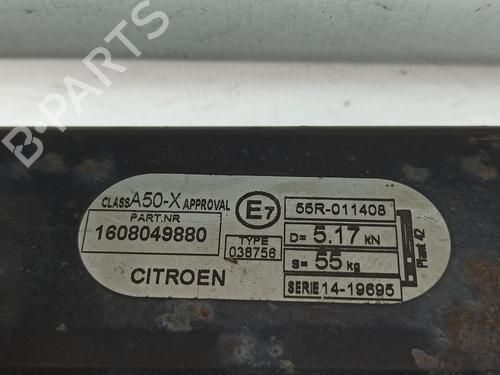 B-PARTS
CLASS A50-X APPROVAL
PART.NR
1608049880
TYPE
038756
CITROEN
E7
55R-011408
D= 5.17 kN
S= 55 kg
SERIE 14-19695
Plant 42